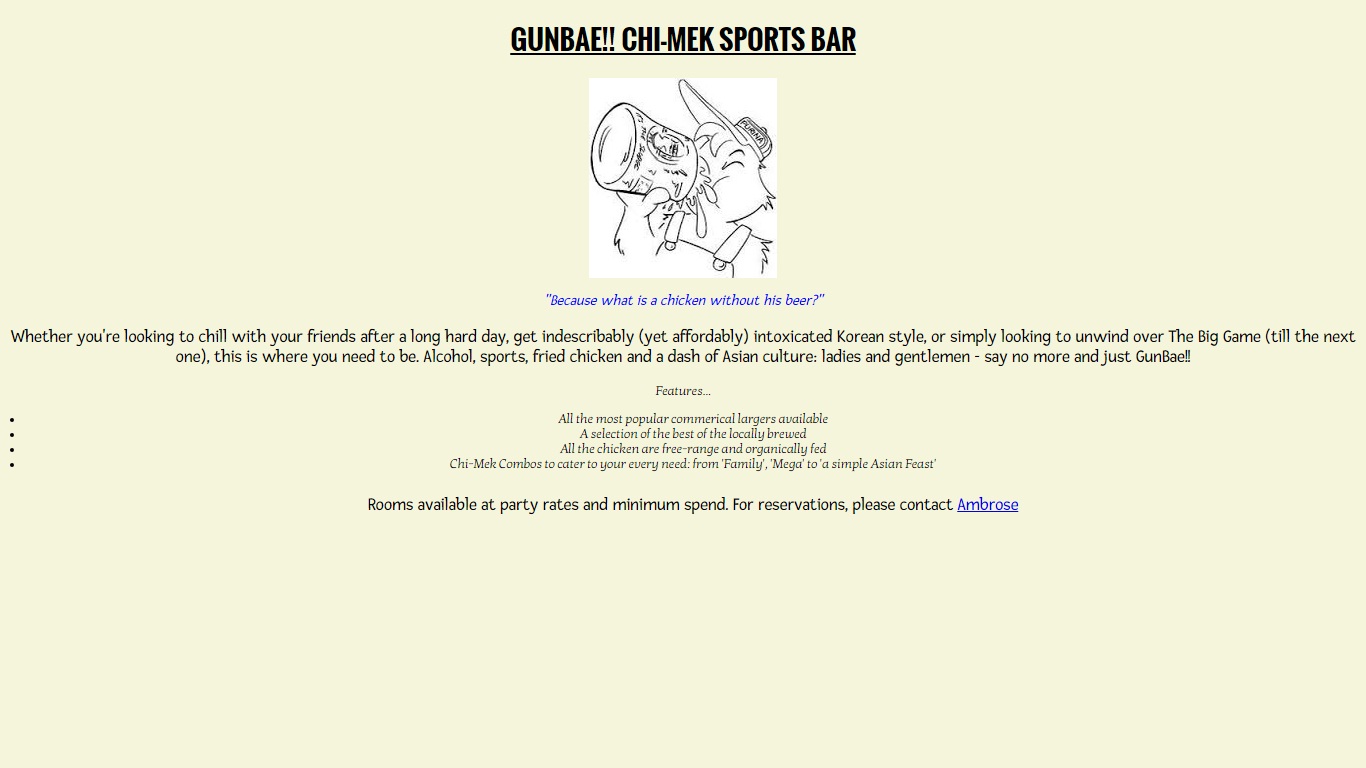 GUNBAE!! CHI-MEK SPORTS BAR
PURINA
"Because what is a chicken without his beer?"
Whether you're looking to chill with your friends after a long hard day, get indescribably (yet affordably) intoxicated Korean style, or simply looking to unwind over The Big Game (till the next
one), this is where you need to be. Alcohol, sports, fried chicken and a dash of Asian culture: ladies and gentlemen - say no more and just GunBae!!
Features...
All the most popular commerical largers available
A selection of the best of the locally brewed
All the chicken are free-range and organically fed
Chi-Mek Combos to cater to your every need: from 'Family', 'Mega' to 'a simple Asian Feast'
Rooms available at party rates and minimum spend. For reservations, please contact Ambrose